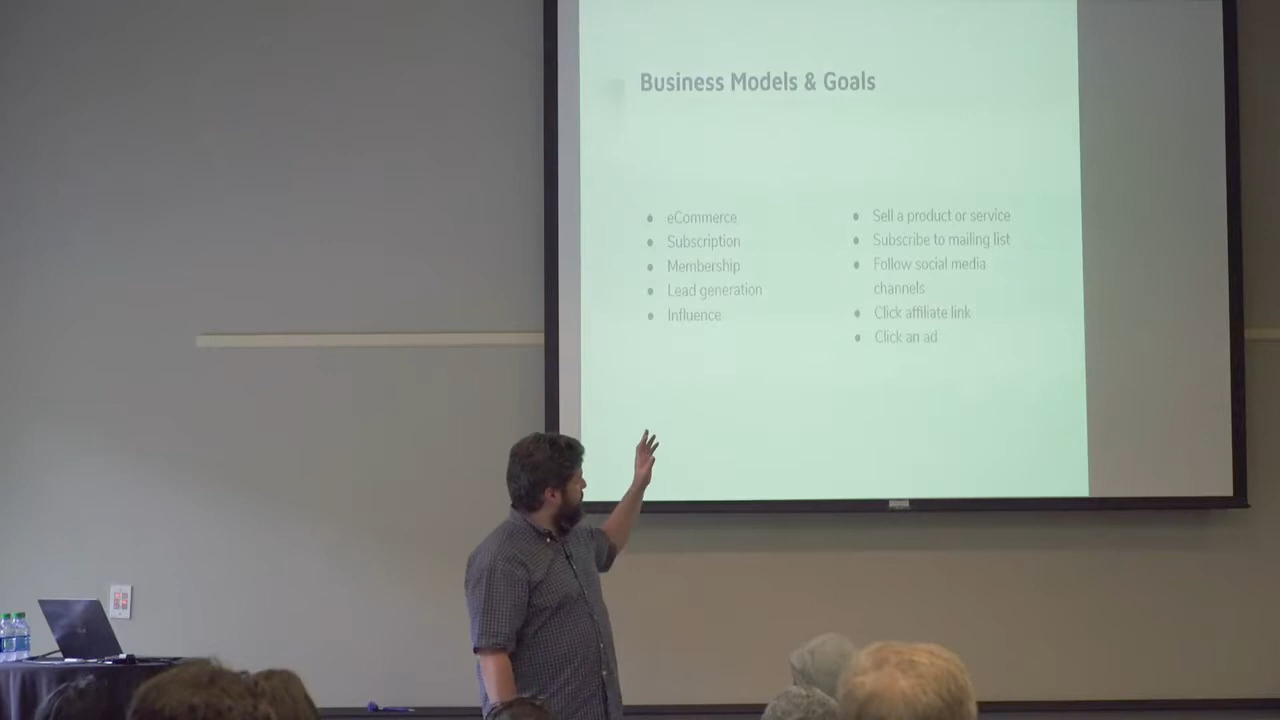 Business Models & Goals
● eCommerce
● Subscription
● Membership
● Lead generation
● Influence
● Sell a product or service
● Subscribe to mailing list
● Follow social media
channels
● Click affiliate link
● Click an ad